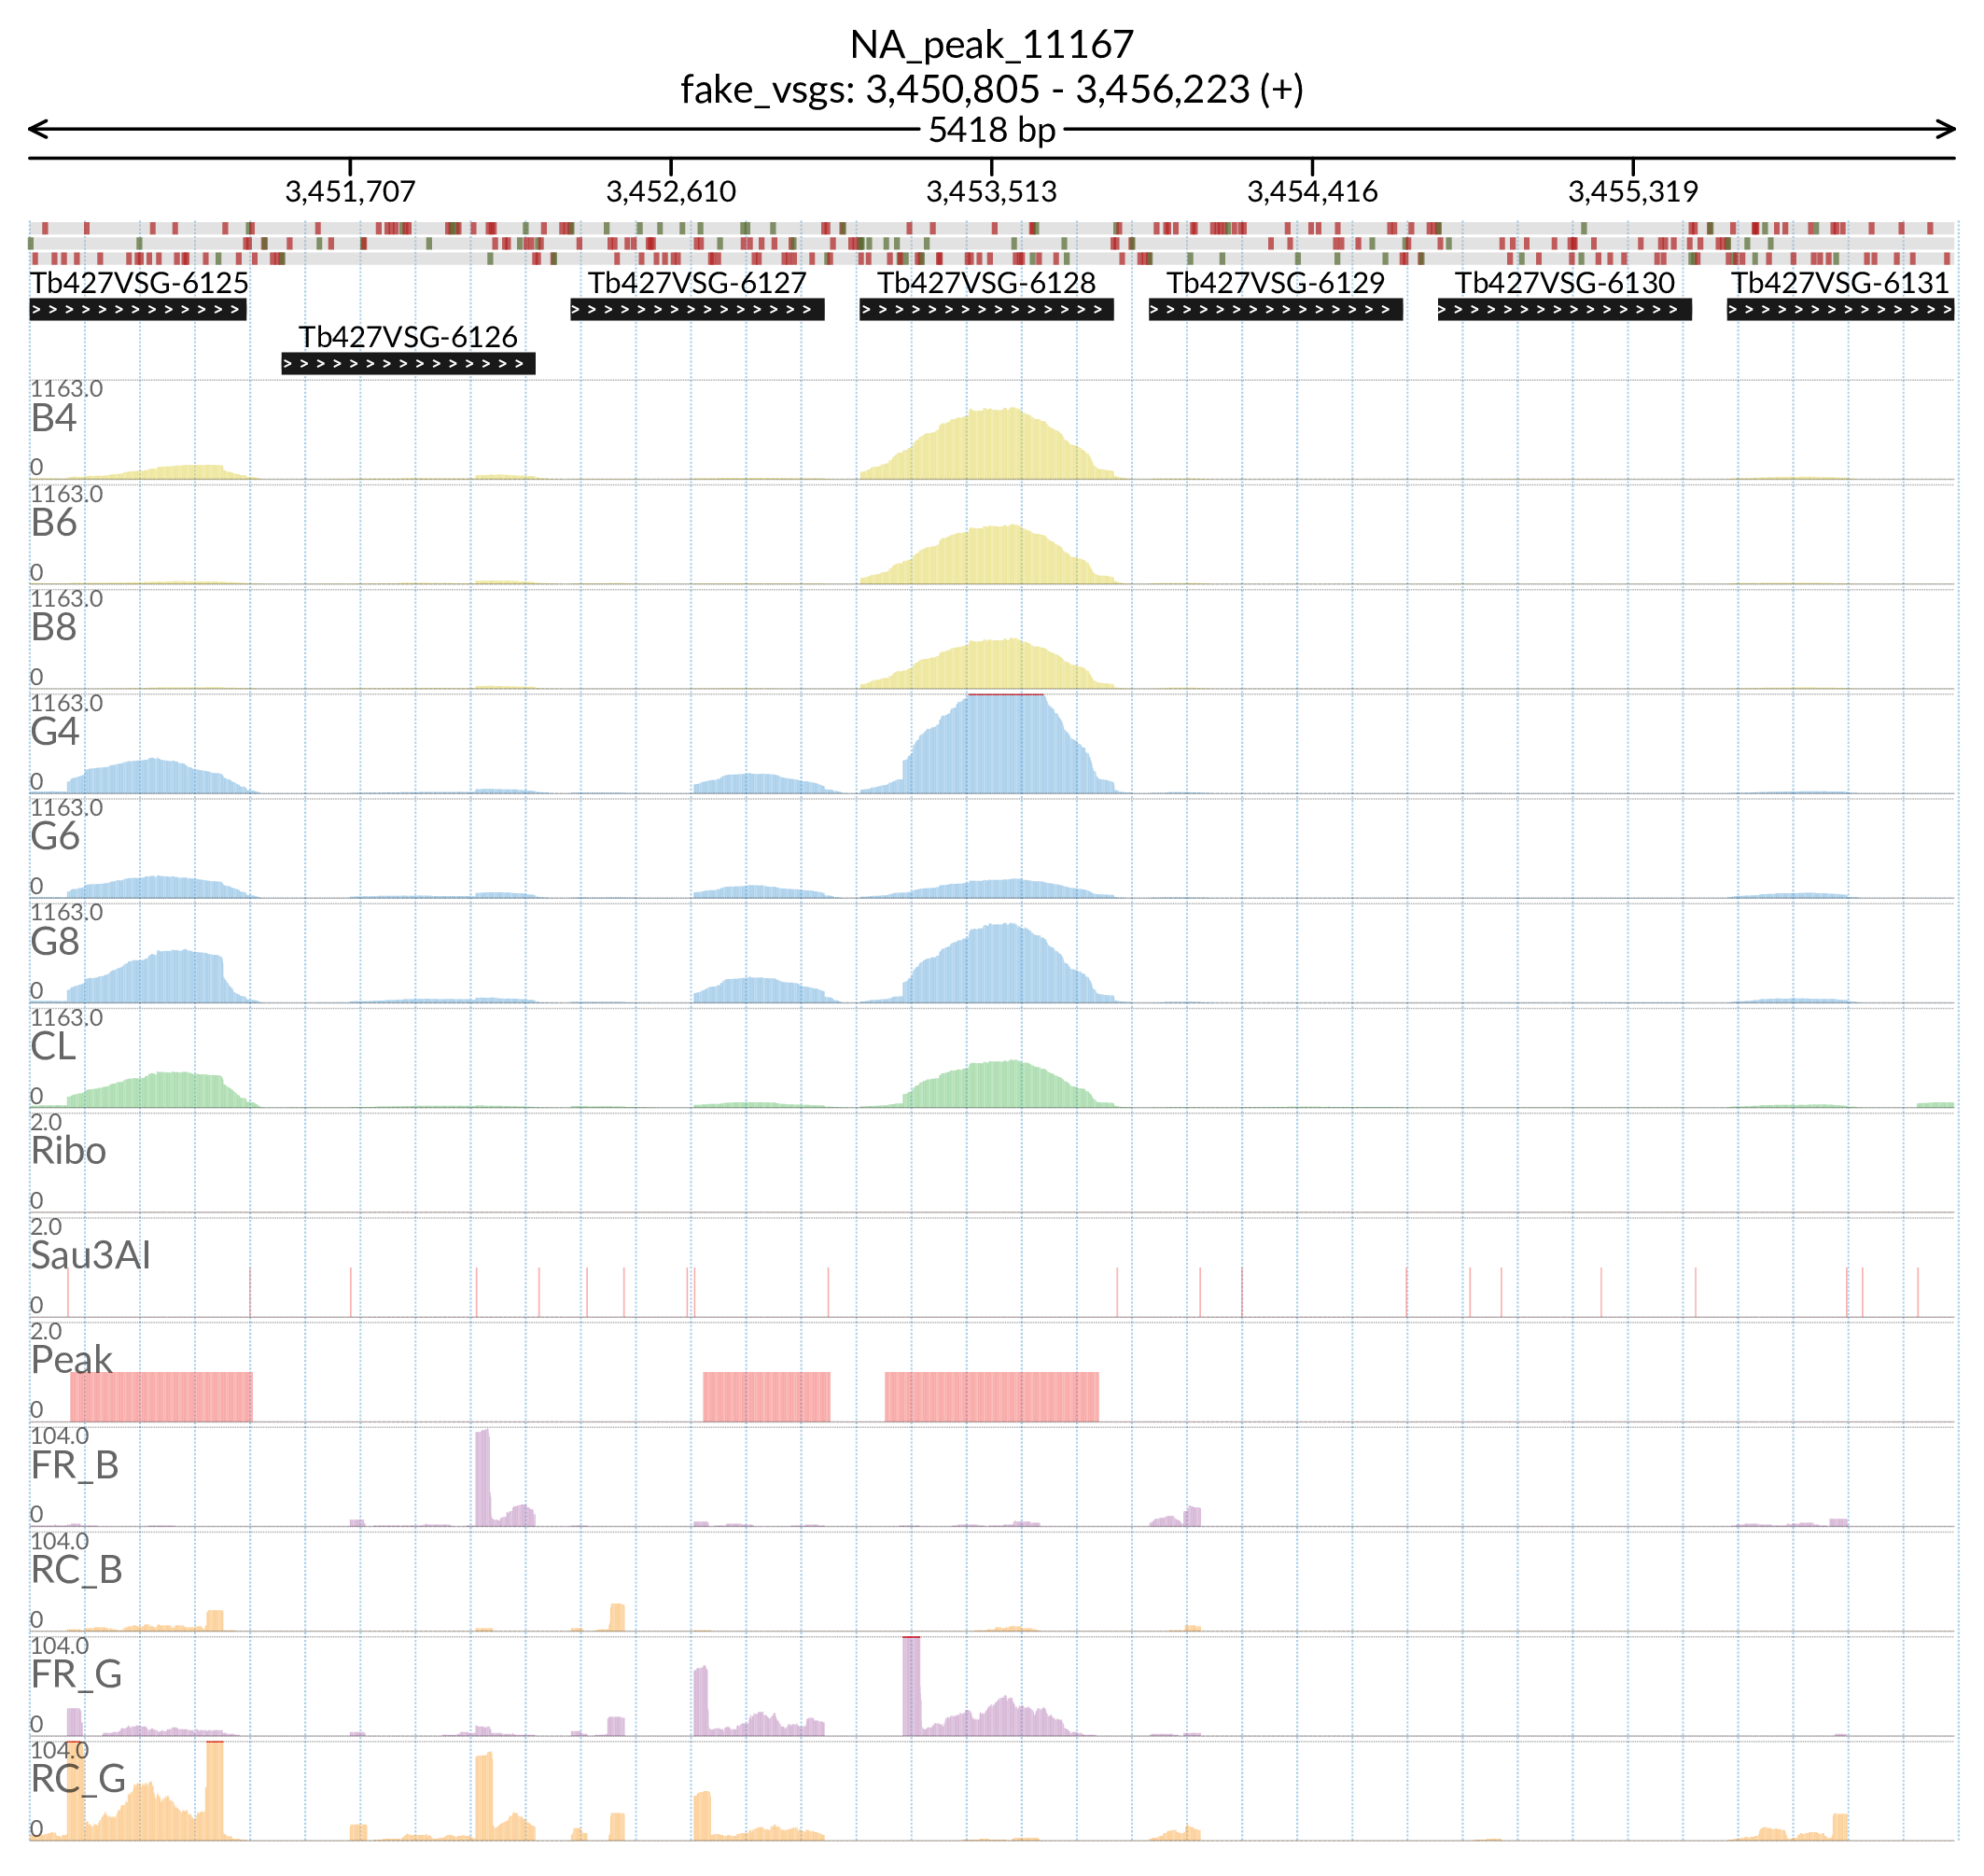 NA_peak_11167
fake_vsgs: 3,450,805 - 3,456,223 (+)
5418 bp
3,451,707 3,452,610 3,453,513 3,454,416 3,455,319
Tb427VSG-6125 Tb427VSG-6127 Tb427VSG-6128 Tb427VSG-6129 Tb427VSG-6130 Tb427VSG-6131
Tb427VSG-6126
1163.0
B4
0
1163.0
B6
0
1163.0
B8
0
1163.0
G4
0
1163.0
G6
0
1163.0
G8
0
1163.0
CL
0
2.0
Ribo
0
2.0
Sau3AI
0
2.0
Peak
0
104.0
FR_B
0
104.0
RC_B
0
104.0
FR_G
0
104.0
RC_G
0